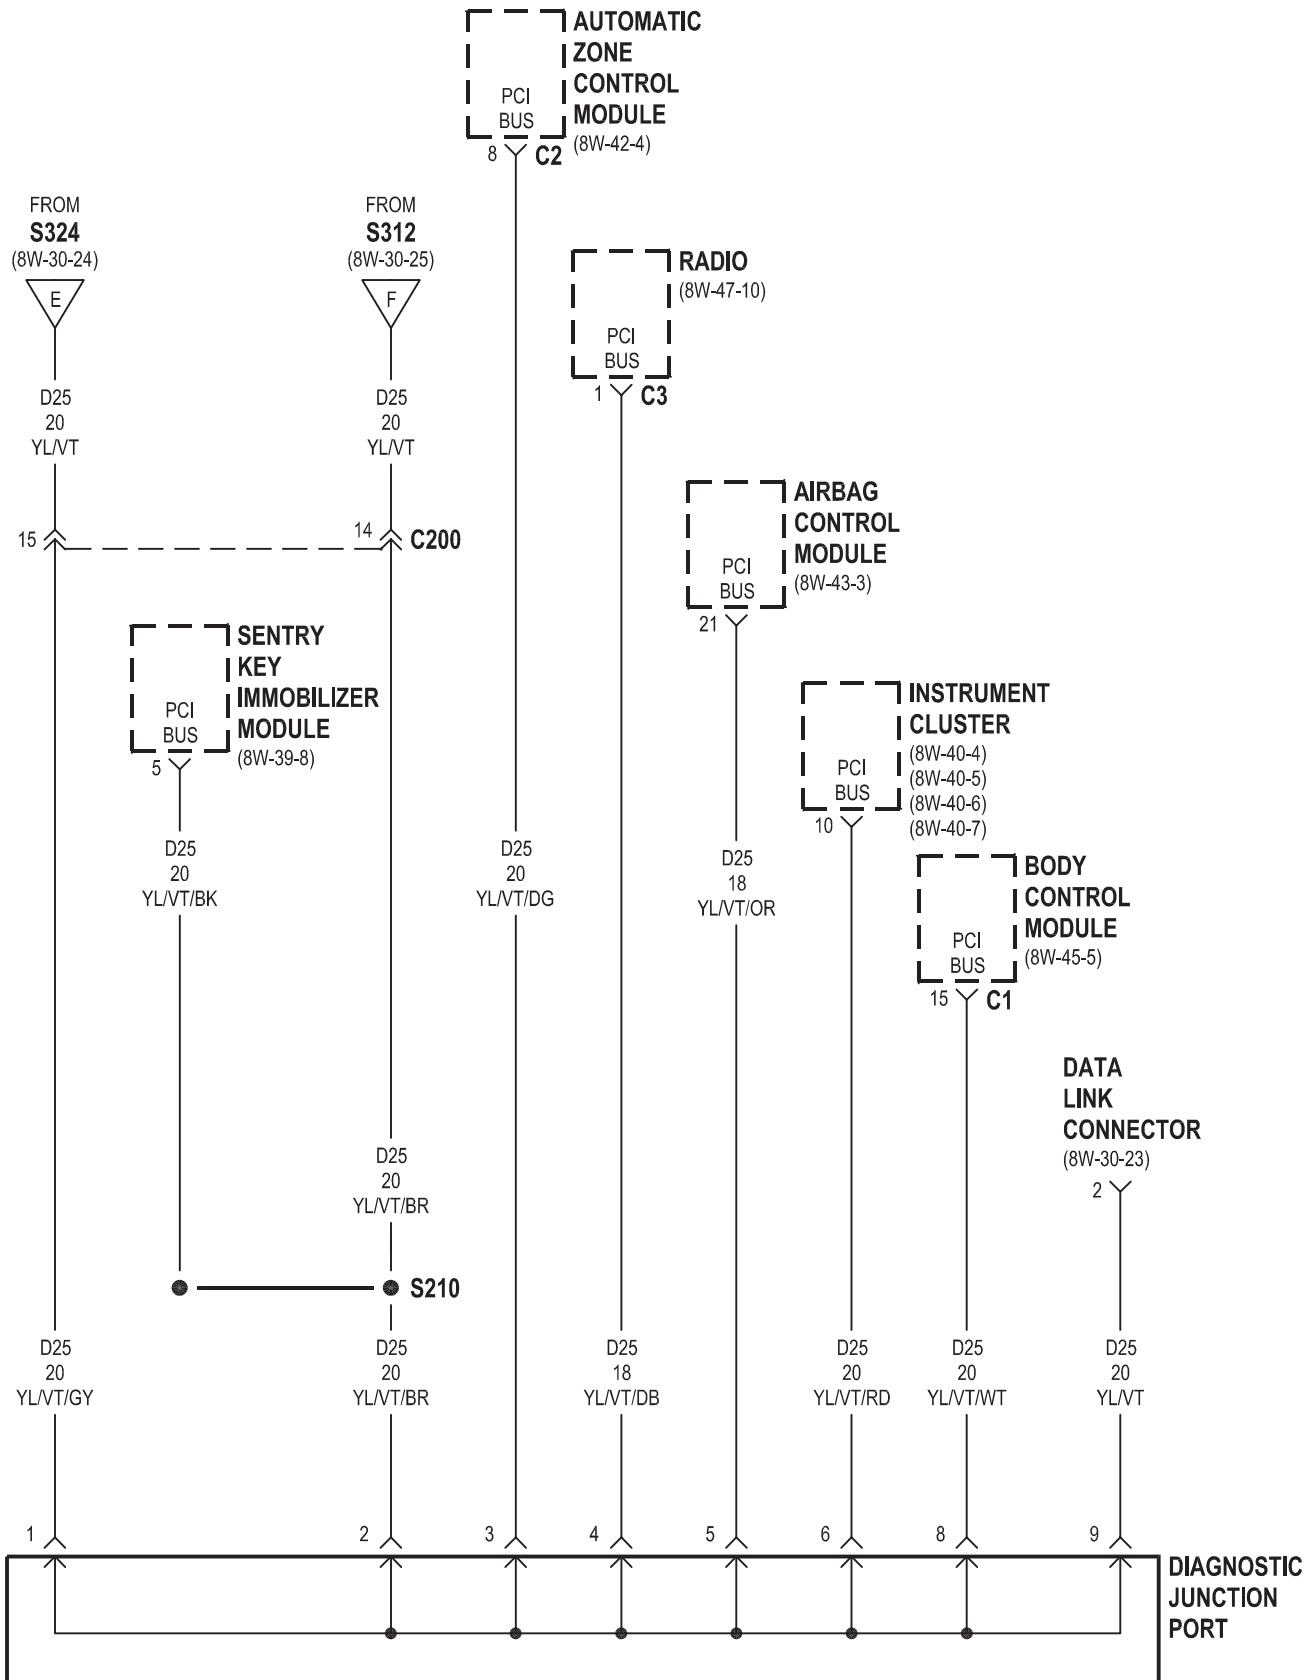 AUTOMATIC
ZONE
CONTROL
MODULE
(8W-42-4)
PCI
BUS
8
C2
FROM
S324
(8W-30-24)
E
FROM
S312
(8W-30-25)
F
RADIO
(8W-47-10)
PCI
BUS
1
C3
D25
20
YL/VT
D25
20
YL/VT
15
14
C200
AIRBAG
CONTROL
MODULE
(8W-43-3)
PCI
BUS
21
SENTRY
KEY
IMMOBILIZER
MODULE
(8W-39-8)
PCI
BUS
5
INSTRUMENT
CLUSTER
(8W-40-4)
(8W-40-5)
(8W-40-6)
(8W-40-7)
PCI
BUS
10
D25
20
YL/VT/BK
D25
20
YL/VT/DG
D25
18
YL/VT/OR
BODY
CONTROL
MODULE
(8W-45-5)
PCI
BUS
15
C1
DATA
LINK
CONNECTOR
(8W-30-23)
2
D25
20
YL/VT/BR
S210
D25
20
YL/VT/GY
D25
20
YL/VT/BR
D25
18
YL/VT/DB
D25
20
YL/VT/RD
D25
20
YL/VT/WT
D25
20
YL/VT
1
2
3
4
5
6
8
9
DIAGNOSTIC
JUNCTION
PORT